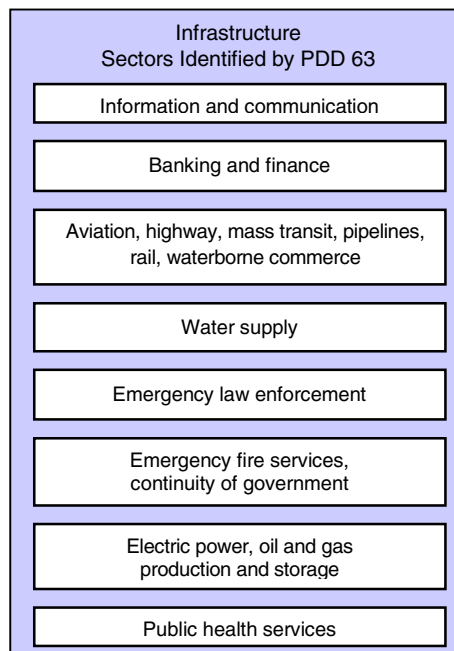 Infrastructure
Sectors Identified by PDD 63
Information and communication
Banking and finance
Aviation, highway, mass transit, pipelines,
rail, waterborne commerce
Water supply
Emergency law enforcement
Emergency fire services,
continuity of government
Electric power, oil and gas
production and storage
Public health services